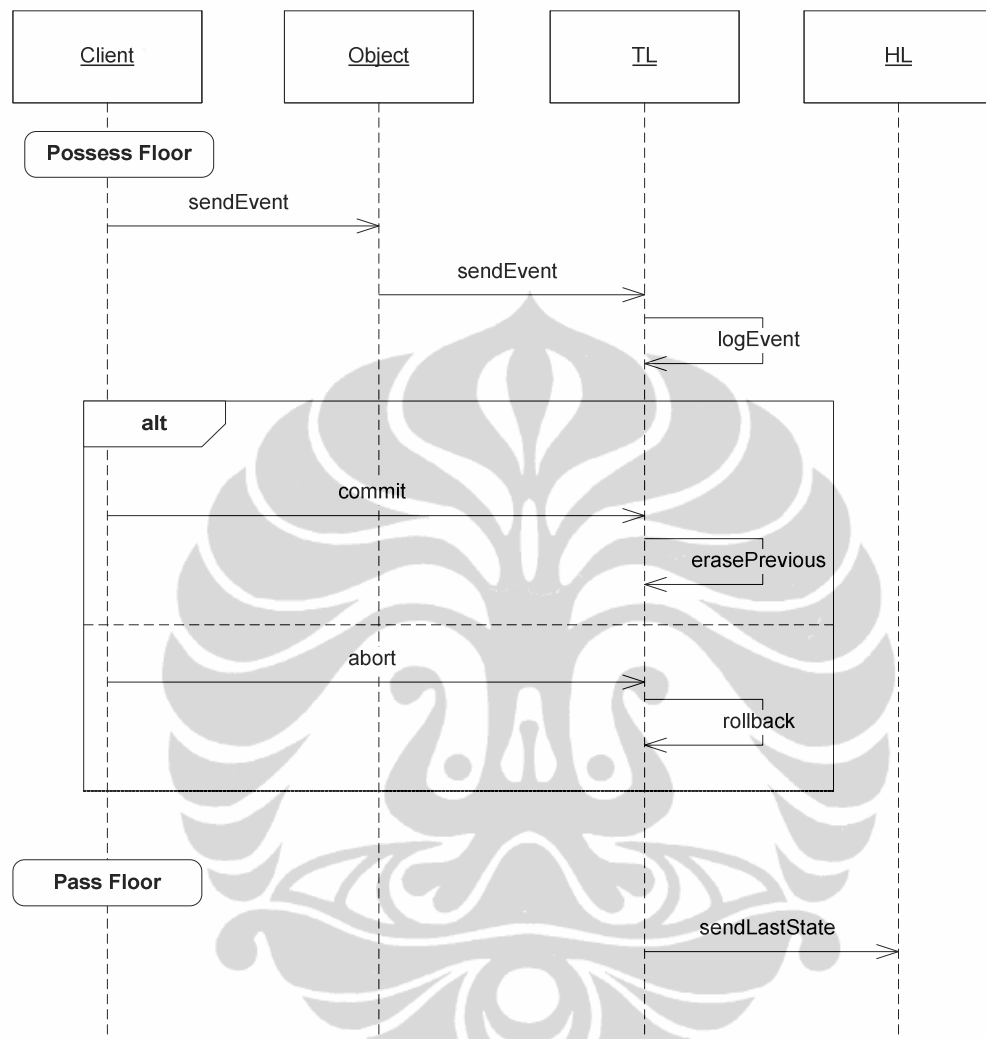 Client
Object
TL
HL
Possess Floor
sendEvent
sendEvent
logEvent
alt
commit
erasePrevious
abort
rollback
Pass Floor
sendLastState